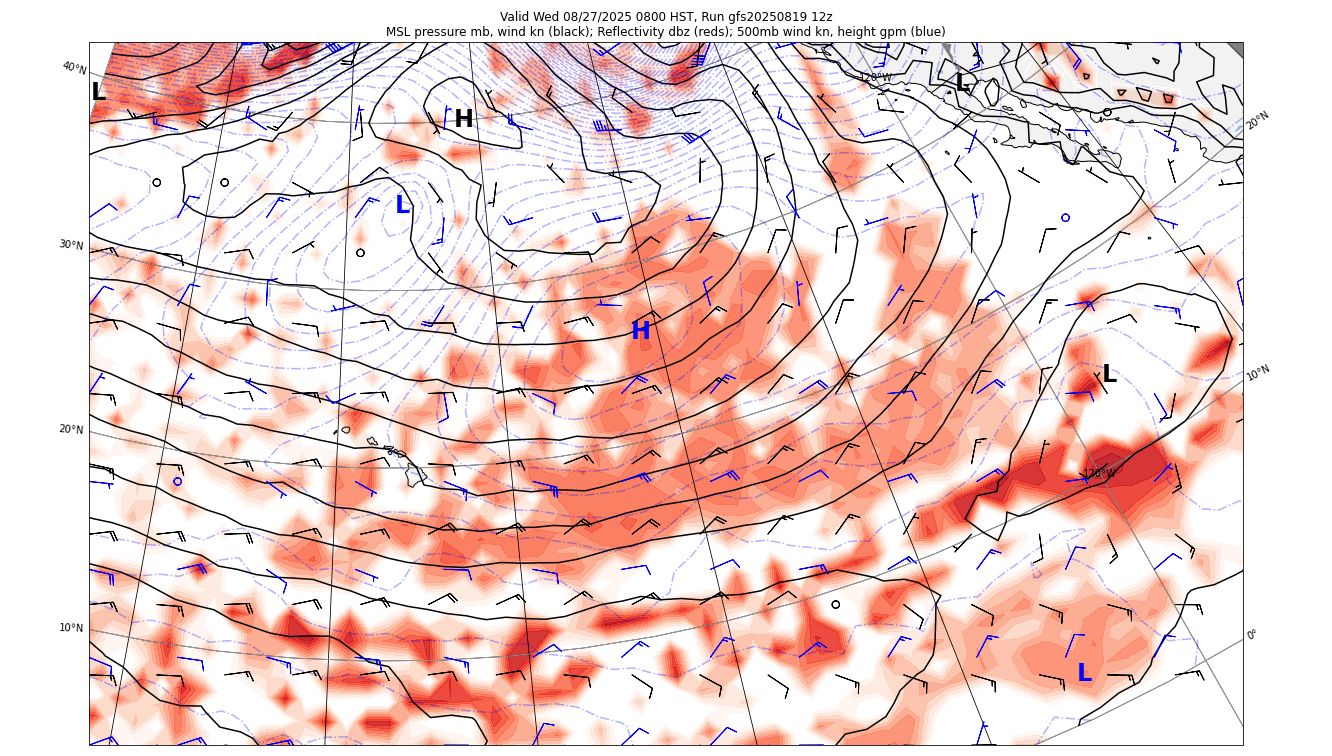 Valid Wed 08/27/2025 0800 HST, Run gfs20250819 12z
MSL pressure mb, wind kn (black); Reflectivity dbz (reds); 500mb wind kn, height gpm (blue)
40°N
120°W
L
L
H
20°N
L
30°N
H
L
10°N
20°N
110°W
10°N
0°
L